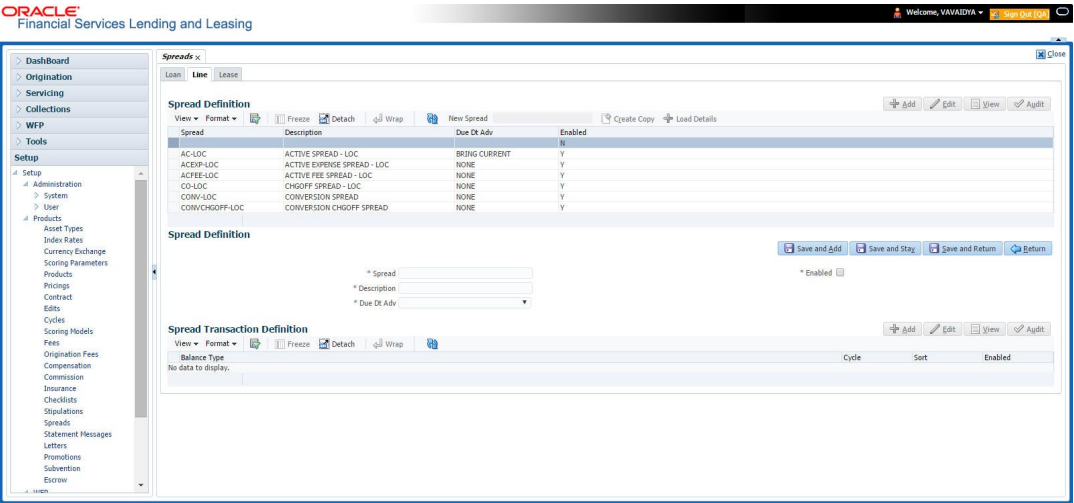 ORACLE
Financial Services Lending and Leasing
Welcome, VAVAIDYA
Sign Out [QA]
Close
DashBoard
Origination
Servicing
Collections
WFP
Tools
Setup
Setup
Administration
System
User
Products
Asset Types
Index Rates
Currency Exchange
Scoring Parameters
Products
Pricings
Contract
Edits
Cycles
Scoring Models
Fees
Origination Fees
Compensation
Commission
Insurance
Checklists
Stipulations
Spreads
Statement Messages
Letters
Promotions
Subvention
Escrow
WFP
Spreads x
Loan Line Lease
Spread Definition
Add Edit View Audit
View Format Freeze Detach Wrap New Spread Create Copy Load Details
Spread Description Due Dt Adv Enabled
N
AC-LOC ACTIVE SPREAD - LOC BRING CURRENT Y
ACEXP-LOC ACTIVE EXPENSE SPREAD - LOC NONE Y
ACFEE-LOC ACTIVE FEE SPREAD - LOC NONE Y
CO-LOC CHGOFF SPREAD - LOC NONE Y
CONV-LOC CONVERSION SPREAD NONE Y
CONVCHGOFF-LOC CONVERSION CHGOFF SPREAD NONE Y
Spread Definition
Save and Add Save and Stay Save and Return Return
* Spread
* Enabled
* Description
* Due Dt Adv
Spread Transaction Definition
Add Edit View Audit
View Format Freeze Detach Wrap
Balance Type Cycle Sort Enabled
No data to display.